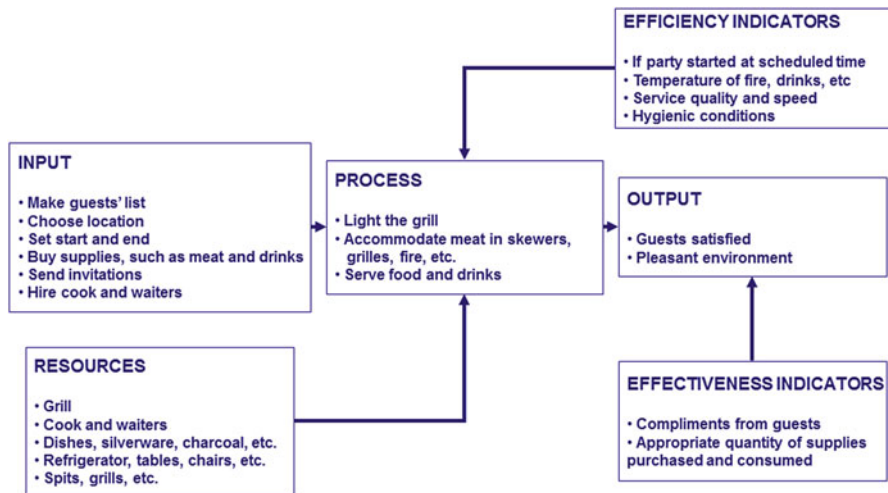 EFFICIENCY INDICATORS
• If party started at scheduled time
• Temperature of fire, drinks, etc
• Service quality and speed
• Hygienic conditions
INPUT
• Make guests’ list
• Choose location
• Set start and end
• Buy supplies, such as meat and drinks
• Send invitations
• Hire cook and waiters
PROCESS
• Light the grill
• Accommodate meat in skewers,
grilles, fire, etc.
• Serve food and drinks
OUTPUT
• Guests satisfied
• Pleasant environment
RESOURCES
• Grill
• Cook and waiters
• Dishes, silverware, charcoal, etc.
• Refrigerator, tables, chairs, etc.
• Spits, grills, etc.
EFFECTIVENESS INDICATORS
• Compliments from guests
• Appropriate quantity of supplies
purchased and consumed